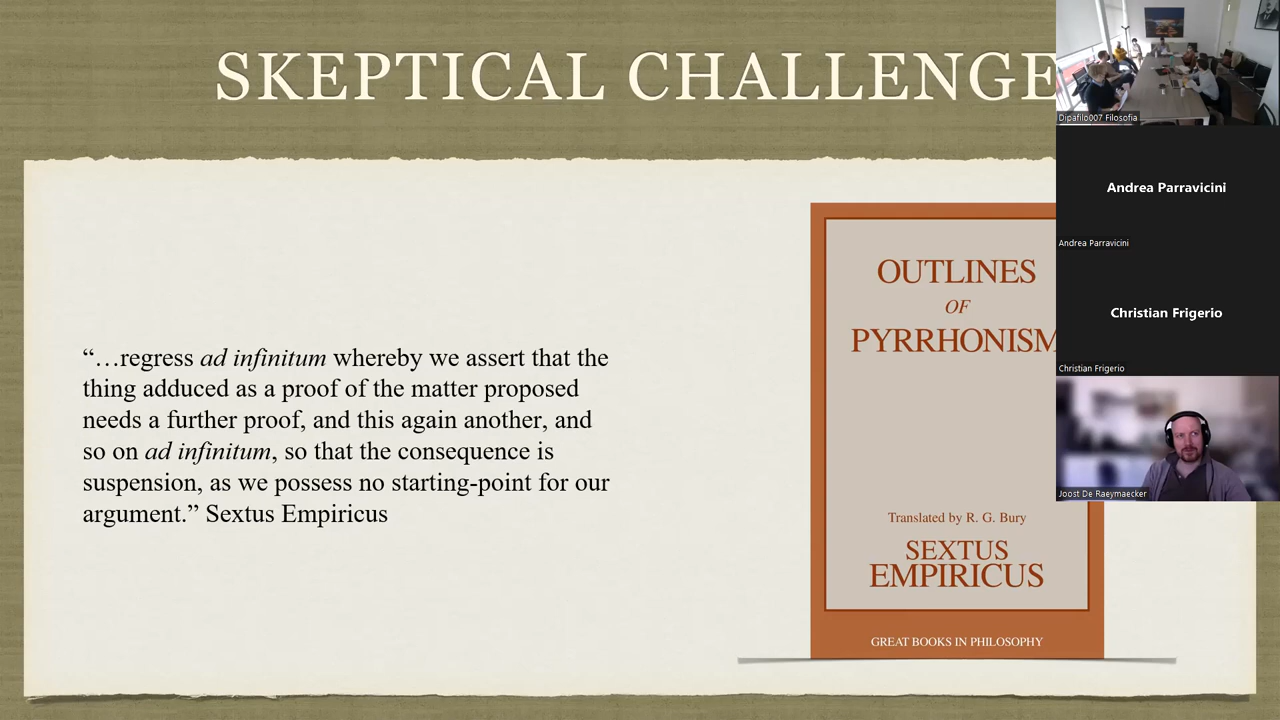 SKEPTICAL CHALLENGE
“…regress ad infinitum whereby we assert that the
thing adduced as a proof of the matter proposed
needs a further proof, and this again another, and
so on ad infinitum, so that the consequence is
suspension, as we possess no starting-point for our
argument.” Sextus Empiricus
OUTLINES
OF
PYRRHONISM
Translated by R. G. Bury
SEXTUS
EMPIRICUS
GREAT BOOKS IN PHILOSOPHY
Dipafilo007 Filosofia
Andrea Parravicini
Andrea Parravicini
Christian Frigerio
Christian Frigerio
Joost De Raeymaecker